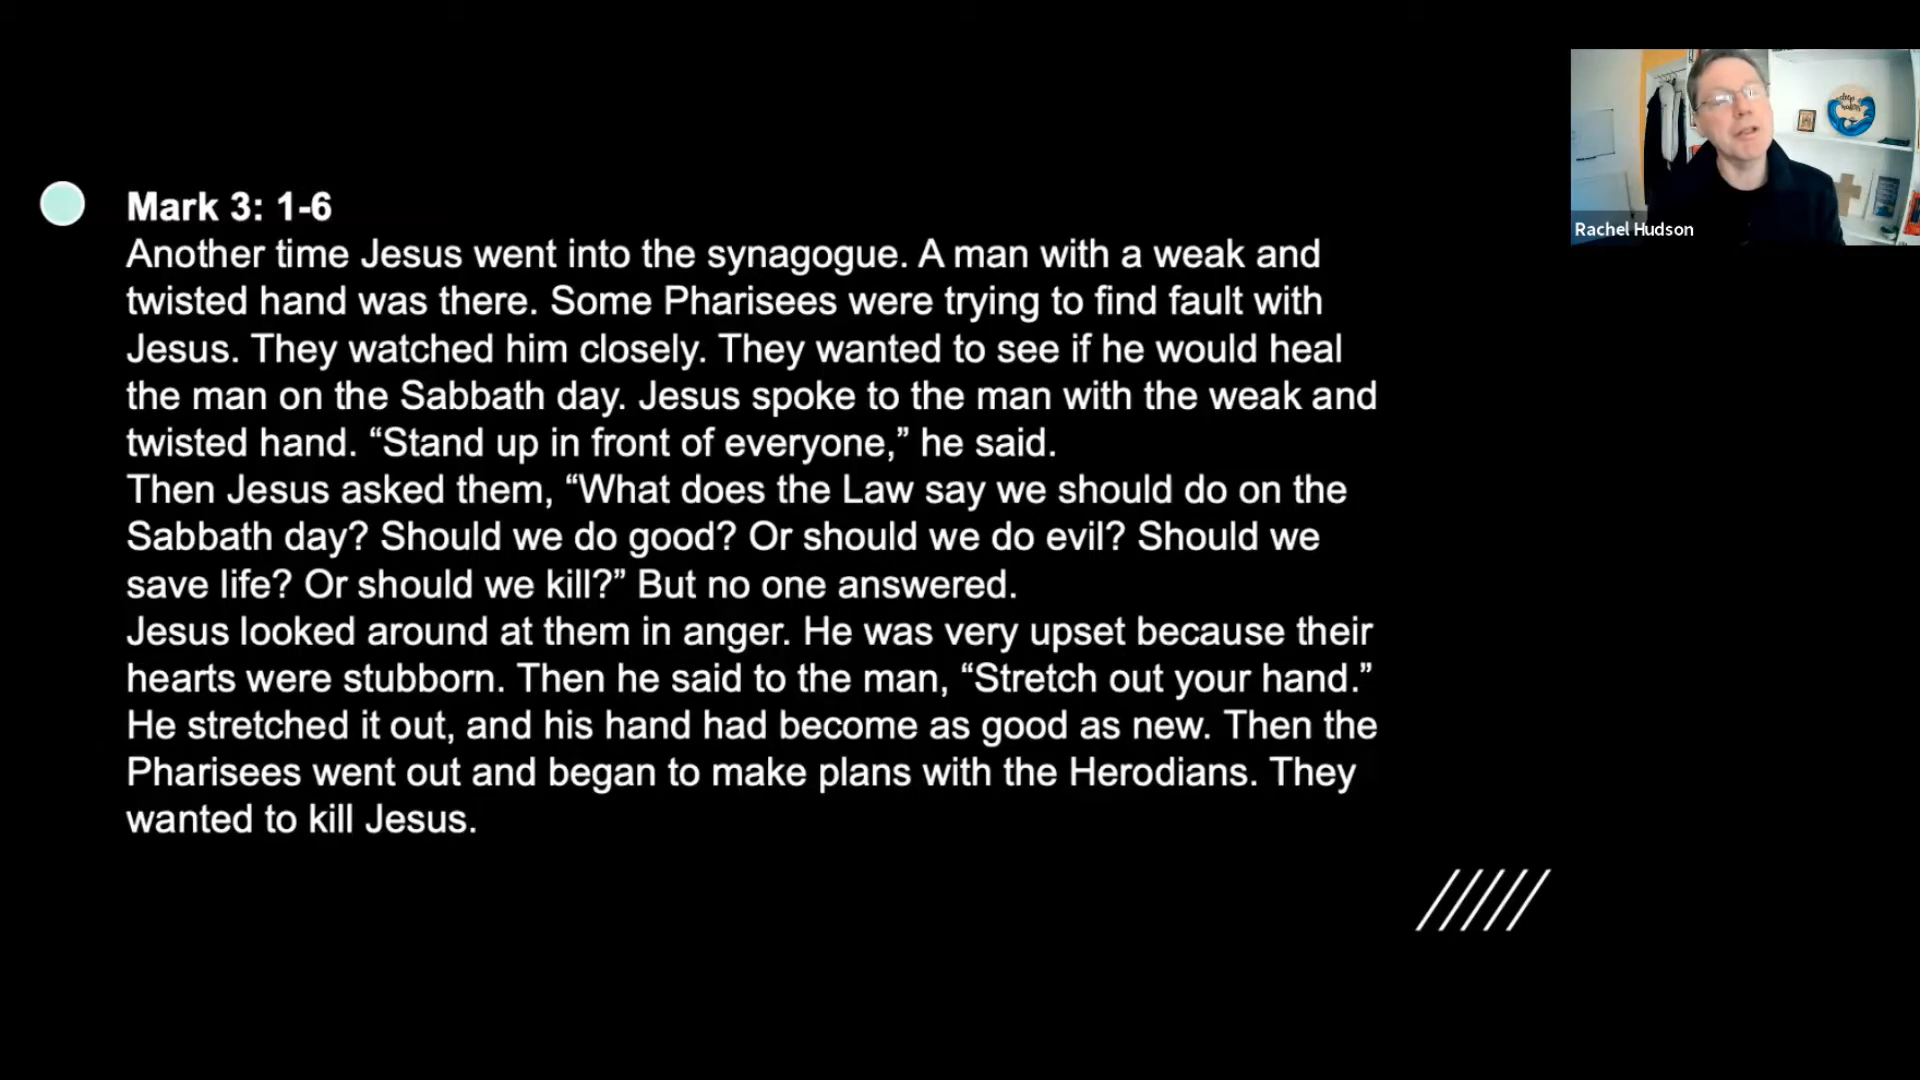 Mark 3: 1-6
Another time Jesus went into the synagogue. A man with a weak and
twisted hand was there. Some Pharisees were trying to find fault with
Jesus. They watched him closely. They wanted to see if he would heal
the man on the Sabbath day. Jesus spoke to the man with the weak and
twisted hand. “Stand up in front of everyone,” he said.
Then Jesus asked them, “What does the Law say we should do on the
Sabbath day? Should we do good? Or should we do evil? Should we
save life? Or should we kill?” But no one answered.
Jesus looked around at them in anger. He was very upset because their
hearts were stubborn. Then he said to the man, “Stretch out your hand.”
He stretched it out, and his hand had become as good as new. Then the
Pharisees went out and began to make plans with the Herodians. They
wanted to kill Jesus.
deep
Rachel Hudson